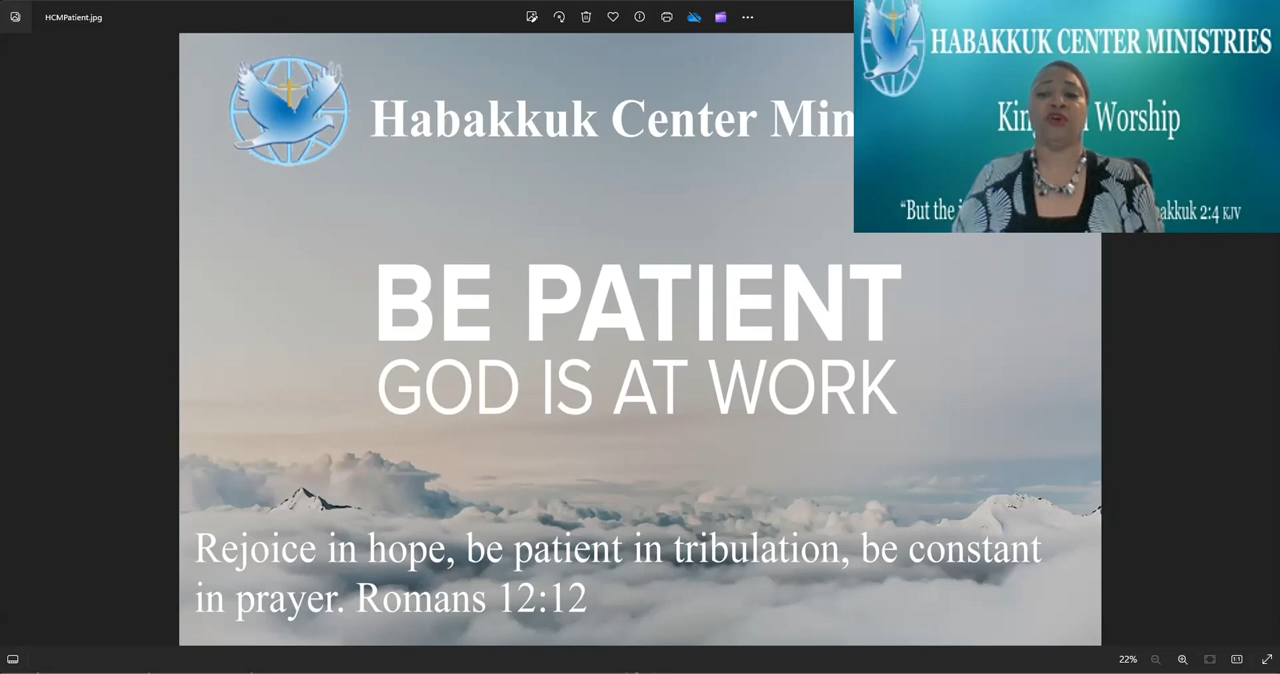 HCMPatient.jpg
Habakkuk Center Min
HABAKKUK CENTER MINISTRIES
Worship
"But the
2:4 KJV
BE PATIENT
GOD IS AT WORK
Rejoice in hope, be patient in tribulation, be constant
in prayer. Romans 12:12
22%